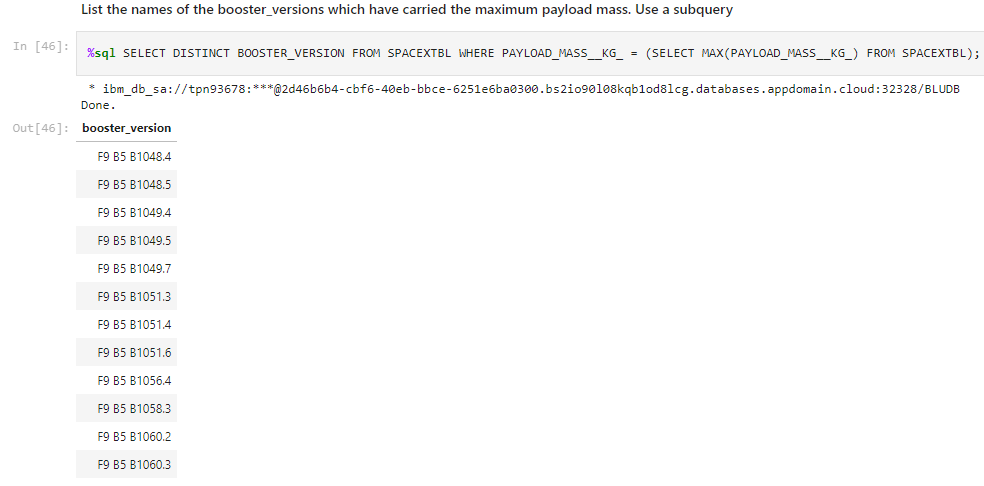 List the names of the booster_versions which have carried the maximum payload mass. Use a subquery
In [46]: %sql SELECT DISTINCT BOOSTER_VERSION FROM SPACEXTBL WHERE PAYLOAD_MASS__KG_ = (SELECT MAX(PAYLOAD_MASS__KG_) FROM SPACEXTBL);
* ibm_db_sa://tpn93678:***@2d46b6b4-cbf6-40eb-bbce-6251e6ba0300.bs2io90l08kqb1od8lcg.databases.appdomain.cloud:32328/BLUDB
Done.
Out[46]: booster_version
F9 B5 B1048.4
F9 B5 B1048.5
F9 B5 B1049.4
F9 B5 B1049.5
F9 B5 B1049.7
F9 B5 B1051.3
F9 B5 B1051.4
F9 B5 B1051.6
F9 B5 B1056.4
F9 B5 B1058.3
F9 B5 B1060.2
F9 B5 B1060.3